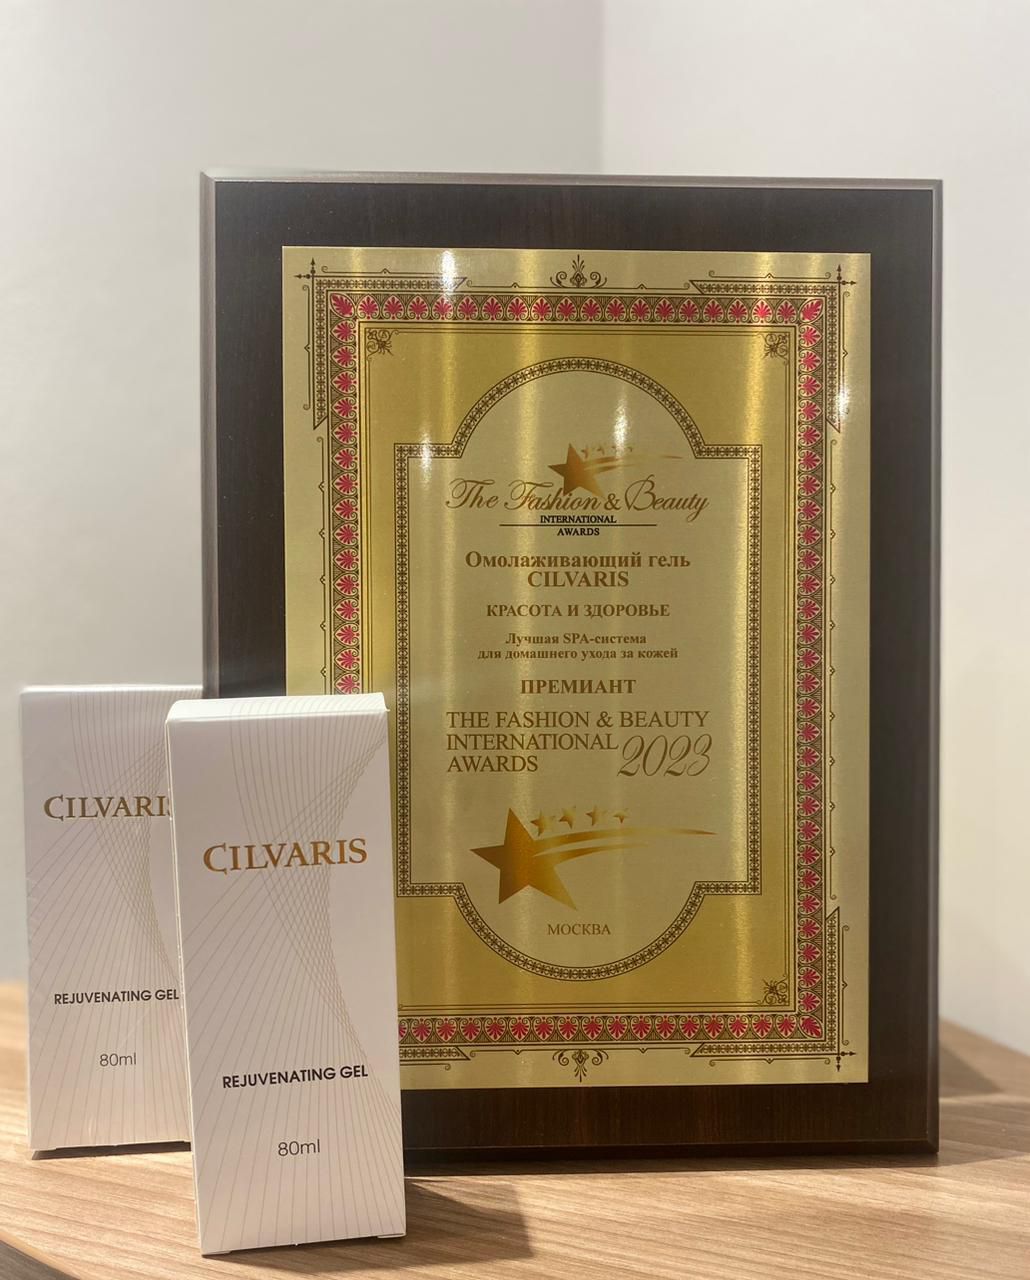 The Fashion & Beauty
INTERNATIONAL
AWARDS
Омолаживающий гель
CILVARIS
КРАСОТА И ЗДОРОВЬЕ
Лучшая SPA-система
для домашнего ухода за кожей
ПРЕМИАНТ
THE FASHION & BEAUTY
INTERNATIONAL
AWARDS 2023
МОСКВА
CILVARIS
REJUVENATING GEL
80ml
CILVARIS
REJUVENATING GEL
80ml